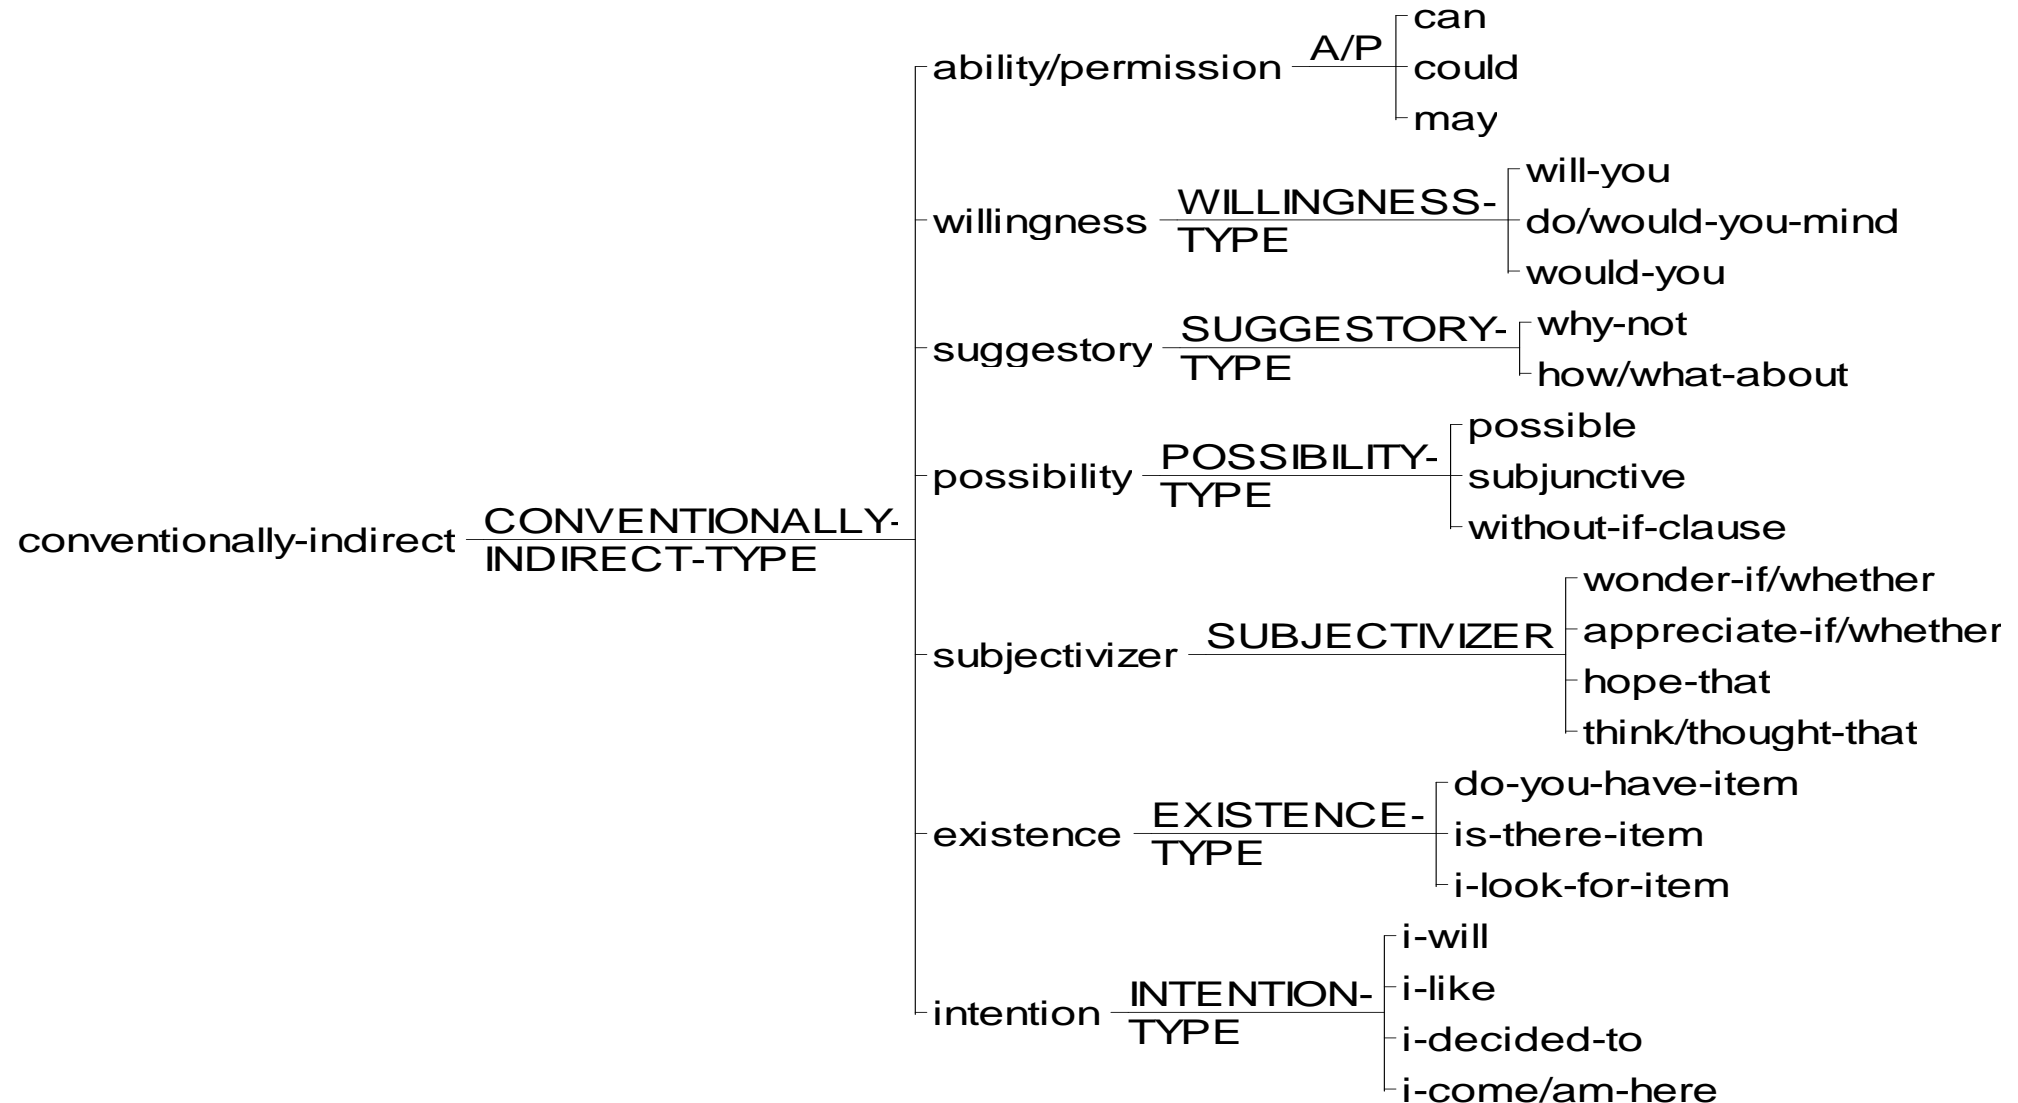 can
ability/permission A/P could
may
will-you
willingness WILLINGNESS-TYPE do/would-you-mind
would-you
why-not
suggestory SUGGESTORY-TYPE
how/what-about
possible
possibility POSSIBILITY-TYPE subjunctive
without-if-clause
conventionally-indirect CONVENTIONALLY-INDIRECT-TYPE
wonder-if/whether
appreciate-if/whether
subjectivizer SUBJECTIVIZER
hope-that
think/thought-that
do-you-have-item
existence EXISTENCE-TYPE is-there-item
i-look-for-item
i-will
i-like
intention INTENTION-TYPE
i-decided-to
i-come/am-here